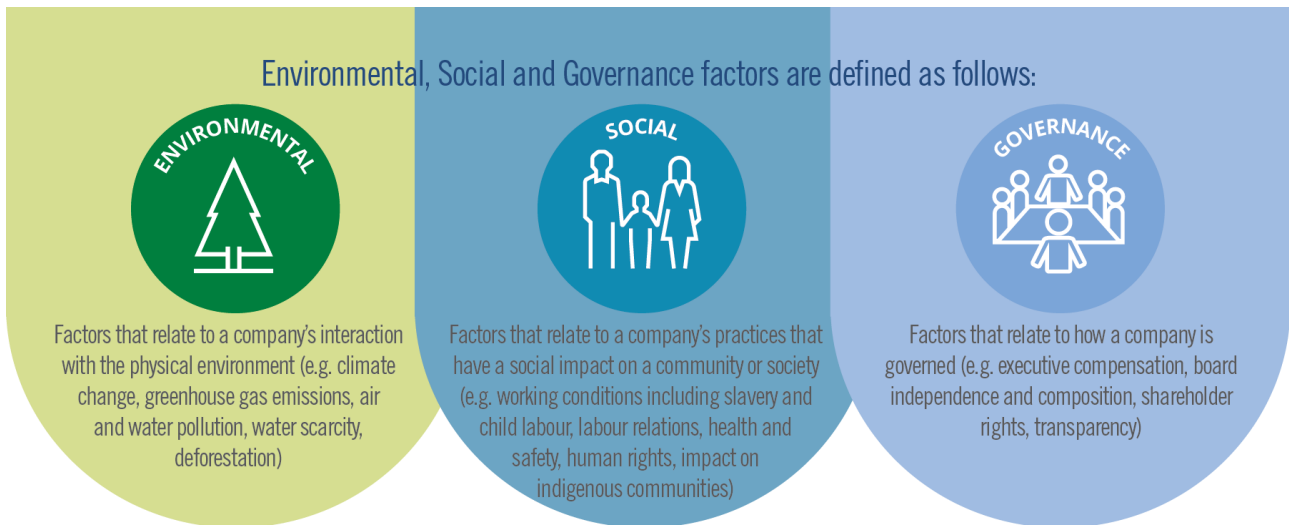 Environmental, Social and Governance factors are defined as follows:
ENVIRONMENTAL
Factors that relate to a company’s interaction
with the physical environment (e.g. climate
change, greenhouse gas emissions, air
and water pollution, water scarcity,
deforestation)
SOCIAL
Factors that relate to a company’s practices that
have a social impact on a community or society
(e.g. working conditions including slavery and
child labour, labour relations, health and
safety, human rights, impact on
indigenous communities)
GOVERNANCE
Factors that relate to how a company is
governed (e.g. executive compensation, board
independence and composition, shareholder
rights, transparency)